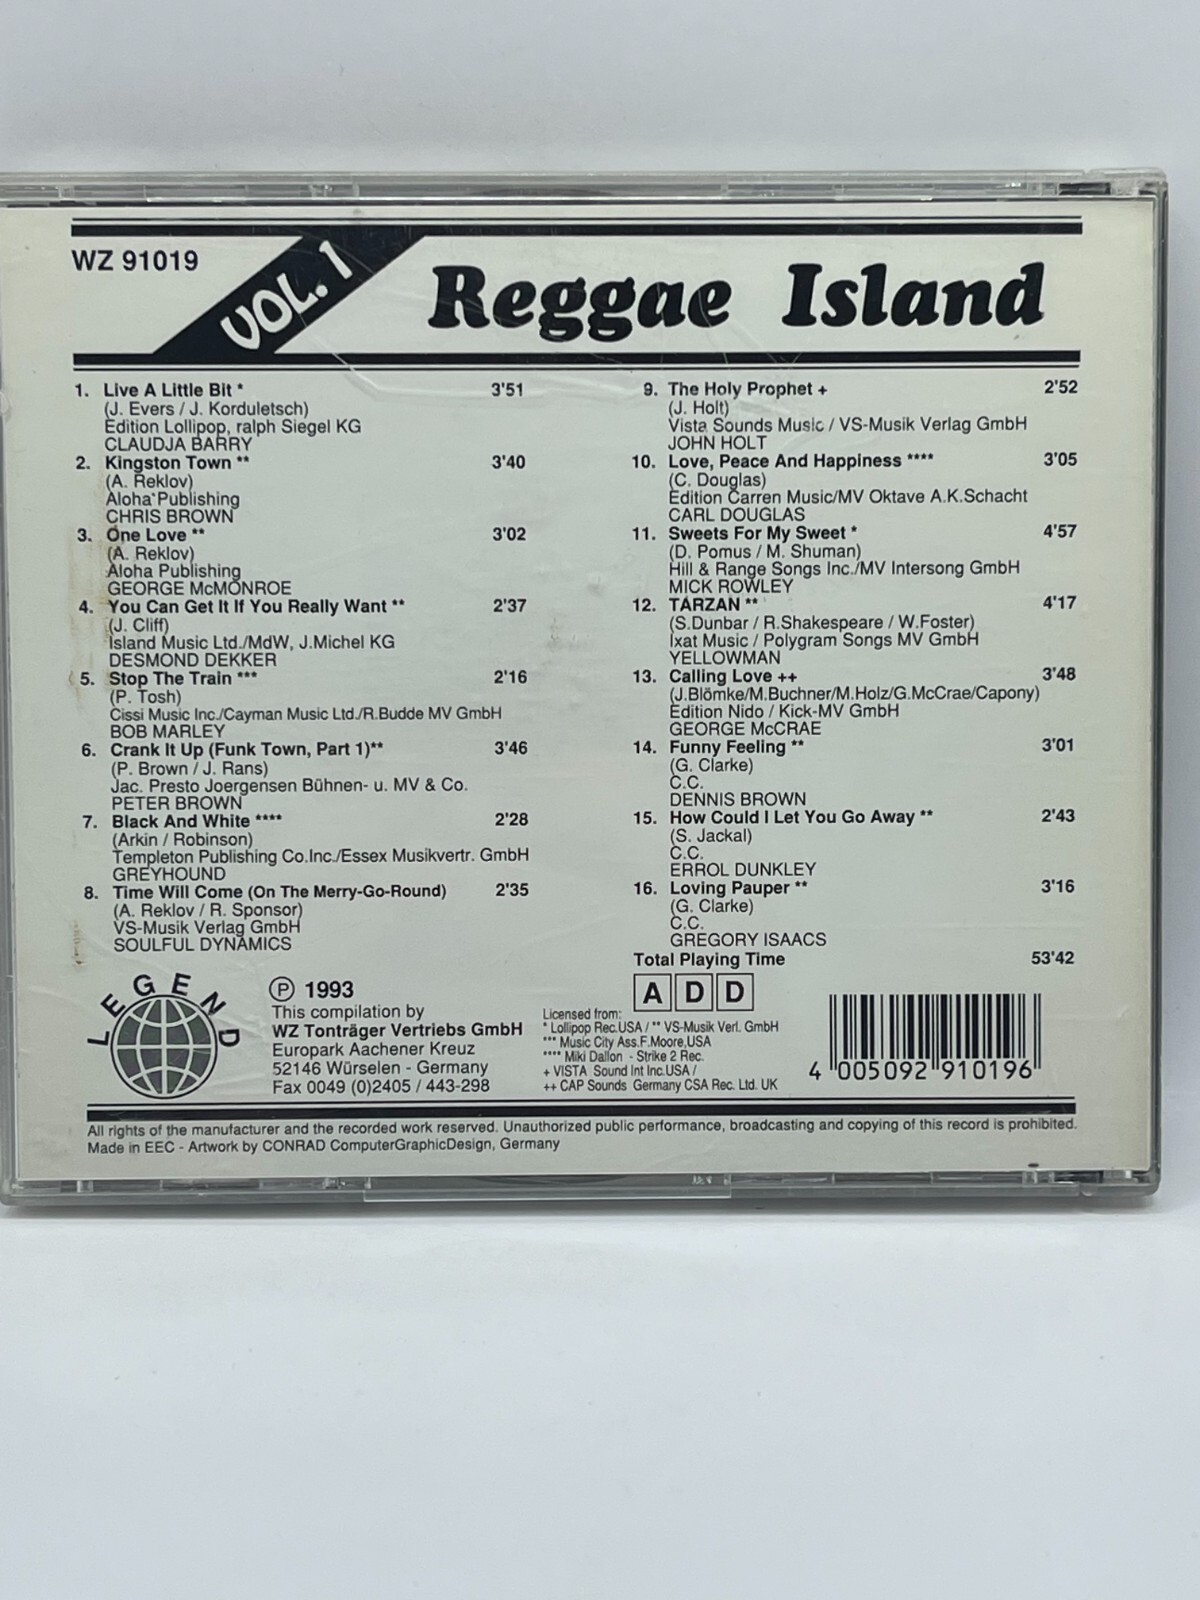 WZ 91019
VOL. 1
Reggae Island
1. Live A Little Bit * 3'51
(J. Evers / J. Korduletsch)
Edition Lollipop, ralph Siegel KG
CLAUDJA BARRY
2. Kingston Town ** 3'40
(A. Reklov)
Aloha Publishing
CHRIS BROWN
3. One Love ** 3'02
(A. Reklov)
Aloha Publishing
GEORGE McMONROE
4. You Can Get It If You Really Want ** 2'37
(J. Cliff)
Island Music Ltd./MdW, J.Michel KG
DESMOND DEKKER
5. Stop The Train *** 2'16
(P. Tosh)
Cissi Music Inc./Cayman Music Ltd./R.Budde MV GmbH
BOB MARLEY
6. Crank It Up (Funk Town, Part 1)** 3'46
(P. Brown / J. Rans)
Jac. Presto Joergensen Bühnen- u. MV & Co.
PETER BROWN
7. Black And White **** 2'28
(Arkin / Robinson)
Templeton Publishing Co.Inc./Essex Musikvertr. GmbH
GREYHOUND
8. Time Will Come (On The Merry-Go-Round) 2'35
(A. Reklov / R. Sponsor)
VS-Musik Verlag GmbH
SOULFUL DYNAMICS
9. The Holy Prophet + 2'52
(J. Holt)
Vista Sounds Music / VS-Musik Verlag GmbH
JOHN HOLT
10. Love, Peace And Happiness **** 3'05
(C. Douglas)
Edition Carren Music/MV Oktave A.K.Schacht
CARL DOUGLAS
11. Sweets For My Sweet * 4'57
(D. Pomus / M. Shuman)
Hill & Range Songs Inc./MV Intersong GmbH
MICK ROWLEY
12. TARZAN ** 4'17
(S.Dunbar / R.Shakespeare / W.Foster)
Ixat Music / Polygram Songs MV GmbH
YELLOWMAN
13. Calling Love ++ 3'48
(J.Blömke/M.Buchner/M.Holz/G.McCrae/Capony)
Edition Nido / Kick-MV GmbH
GEORGE McCRAE
14. Funny Feeling ** 3'01
(G. Clarke)
C.C.
DENNIS BROWN
15. How Could I Let You Go Away ** 2'43
(S. Jackal)
C.C.
ERROL DUNKLEY
16. Loving Pauper ** 3'16
(G. Clarke)
C.C.
GREGORY ISAACS
Total Playing Time 53'42
A D D
LEGEND
Ⓟ 1993
This compilation by
WZ Tonträger Vertriebs GmbH
Europark Aachener Kreuz
52146 Würselen - Germany
Fax 0049 (0)2405 / 443-298
Licensed from:
* Lollipop Rec.USA / ** VS-Musik Verl. GmbH
*** Music City Ass.F.Moore,USA
**** Miki Dallon - Strike 2 Rec.
+ VISTA Sound Int Inc.USA /
++ CAP Sounds Germany CSA Rec. Ltd. UK
4 005092 910196
All rights of the manufacturer and the recorded work reserved. Unauthorized public performance, broadcasting and copying of this record is prohibited.
Made in EEC - Artwork by CONRAD ComputerGraphicDesign, Germany